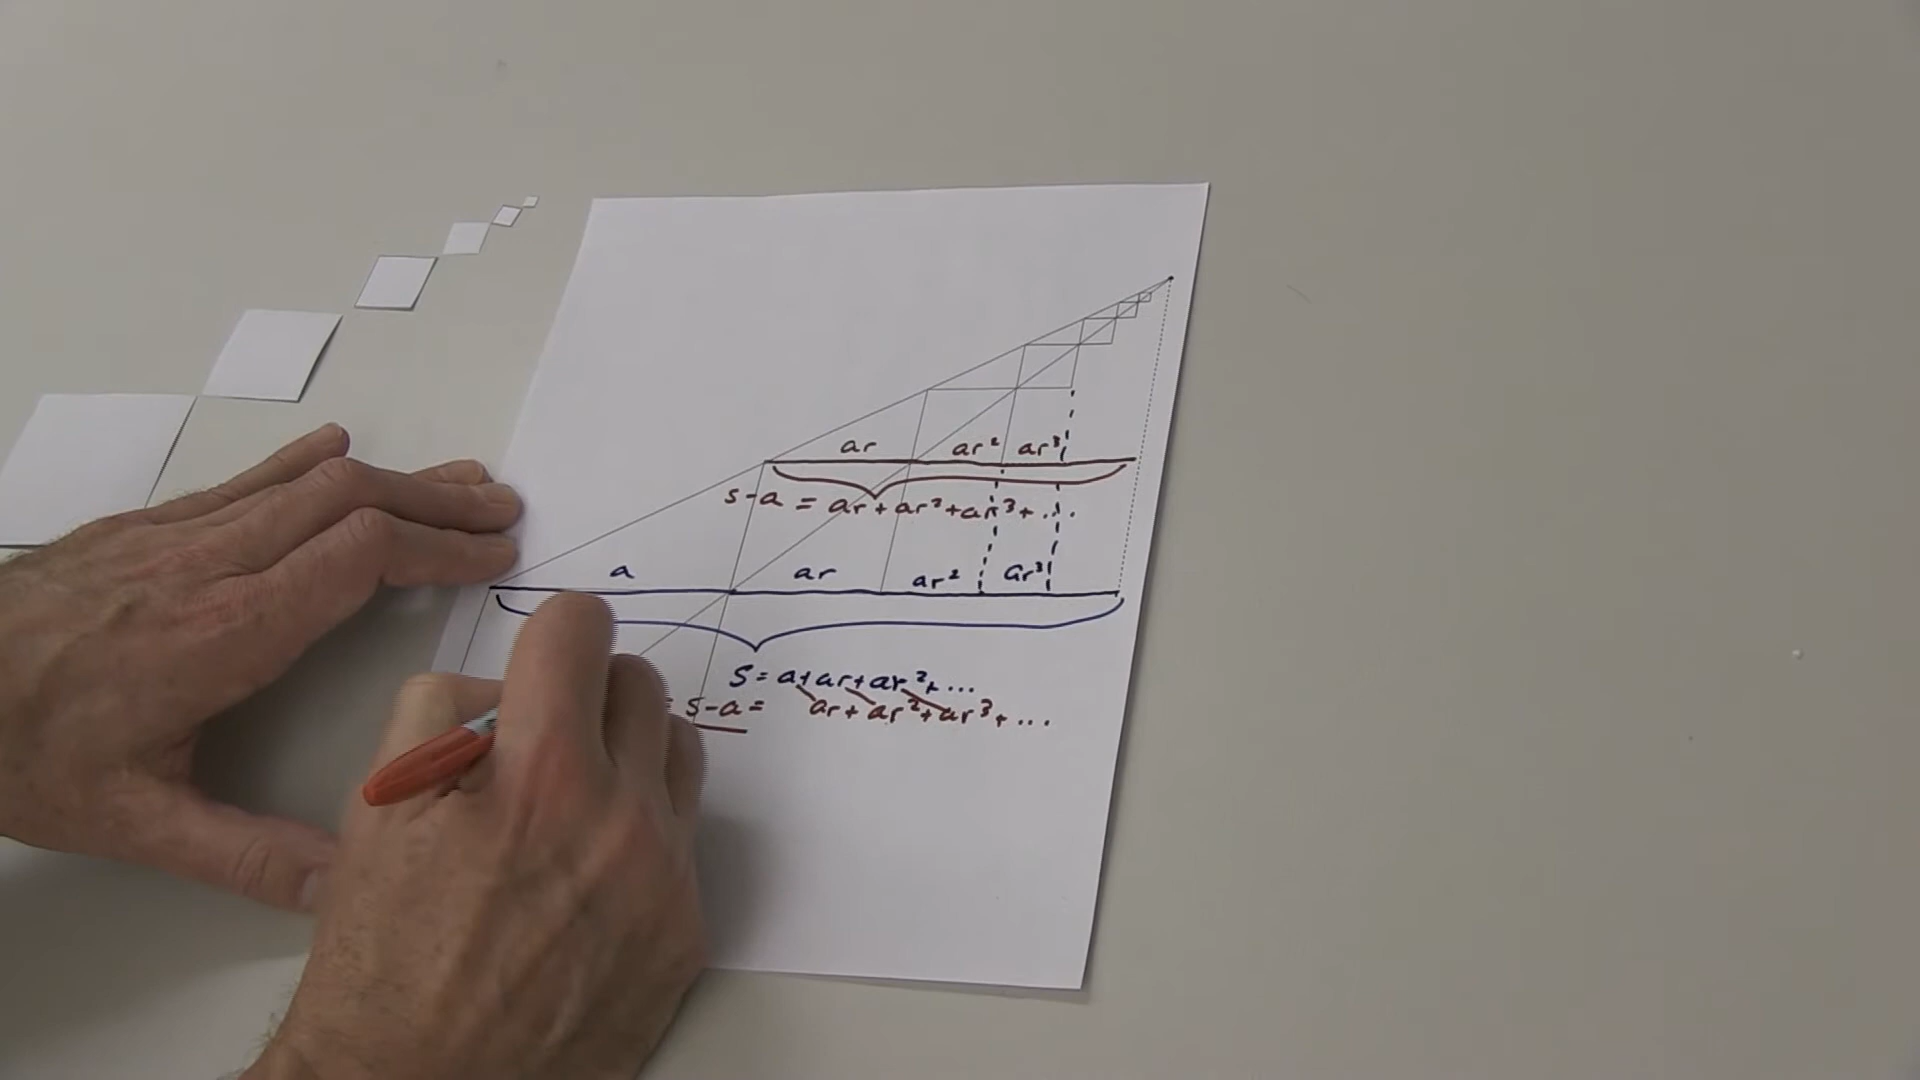 ar ar² ar³
s-a = ar+ar²+ar³+...
a ar ar² ar³
S = a+ar+ar²+...
= s-a = ar+ar²+ar³+...